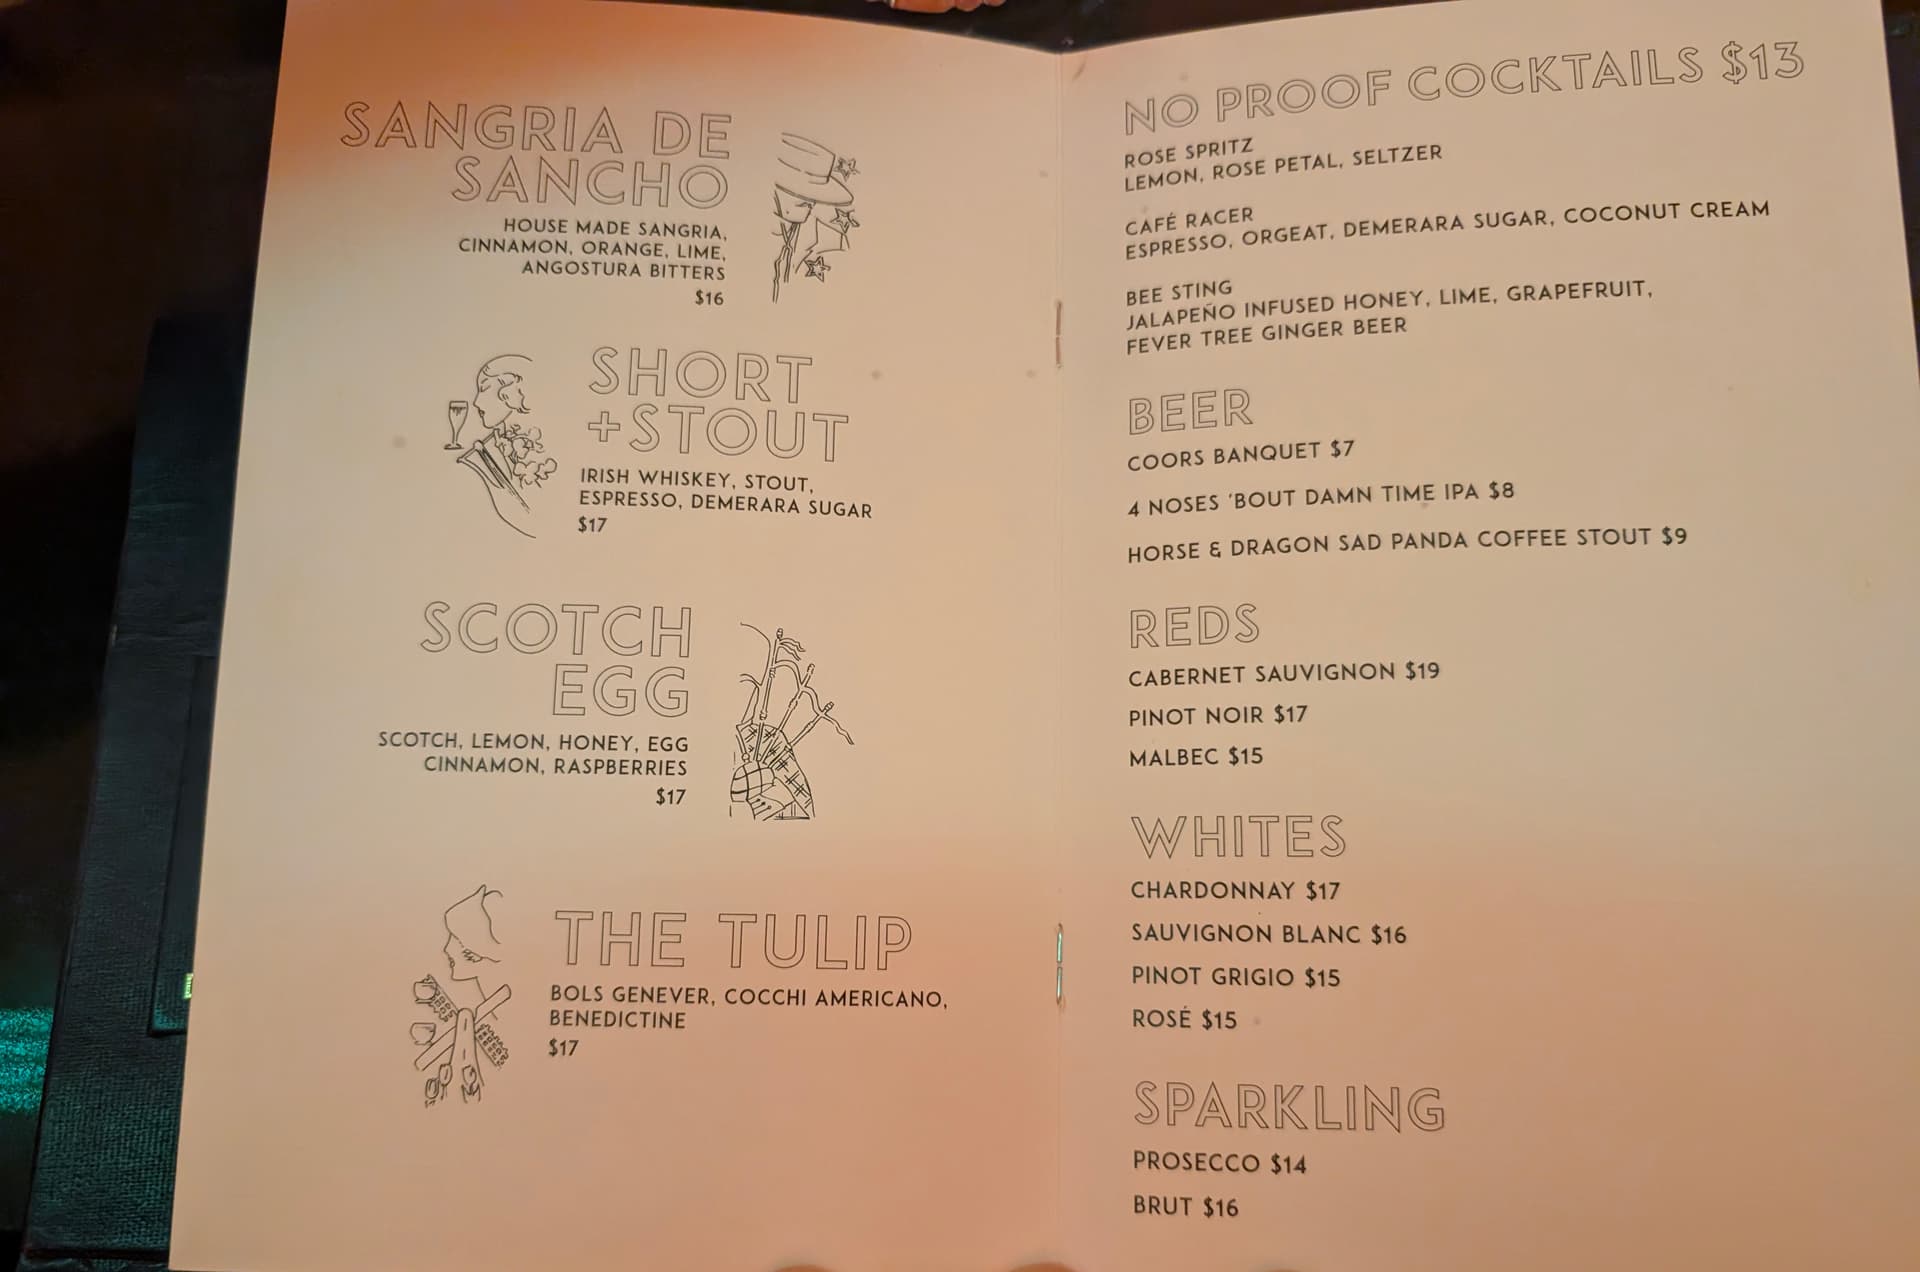 SANGRIA DE
SANCHO
HOUSE MADE SANGRIA,
CINNAMON, ORANGE, LIME,
ANGOSTURA BITTERS
$16
SHORT
+STOUT
IRISH WHISKEY, STOUT,
ESPRESSO, DEMERARA SUGAR
$17
SCOTCH
EGG
SCOTCH, LEMON, HONEY, EGG
CINNAMON, RASPBERRIES
$17
THE TULIP
BOLS GENEVER, COCCHI AMERICANO,
BENEDICTINE
$17
NO PROOF COCKTAILS $13
ROSE SPRITZ
LEMON, ROSE PETAL, SELTZER
CAFÉ RACER
ESPRESSO, ORGEAT, DEMERARA SUGAR, COCONUT CREAM
BEE STING
JALAPEÑO INFUSED HONEY, LIME, GRAPEFRUIT,
FEVER TREE GINGER BEER
BEER
COORS BANQUET $7
4 NOSES 'BOUT DAMN TIME IPA $8
HORSE & DRAGON SAD PANDA COFFEE STOUT $9
REDS
CABERNET SAUVIGNON $19
PINOT NOIR $17
MALBEC $15
WHITES
CHARDONNAY $17
SAUVIGNON BLANC $16
PINOT GRIGIO $15
ROSÉ $15
SPARKLING
PROSECCO $14
BRUT $16